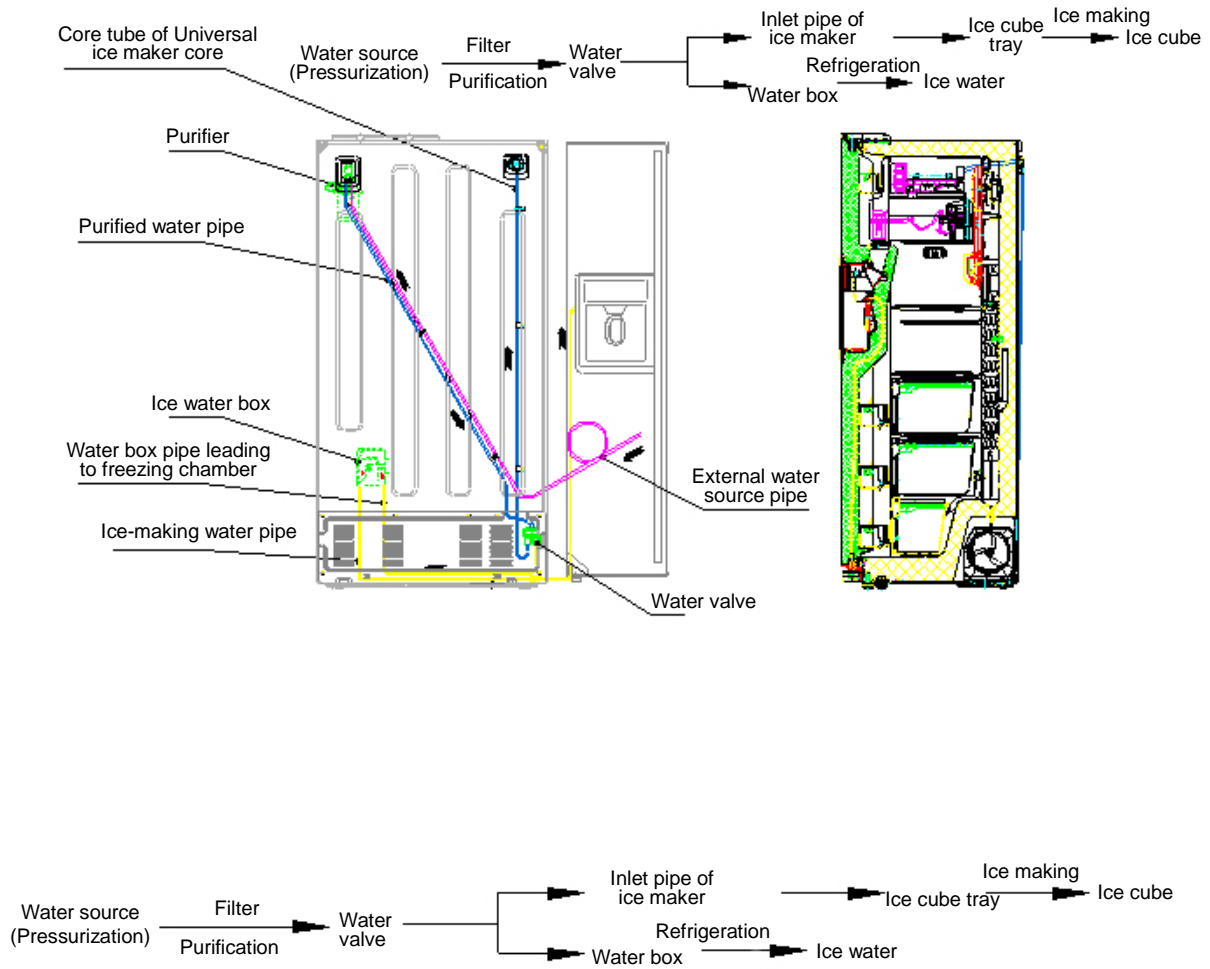 Core tube of Universal
ice maker core
Water source
(Pressurization)
Filter
Purification
Water
valve
Inlet pipe of
ice maker
Ice cube
tray
Ice making
Ice cube
Water box
Refrigeration
Ice water
Purifier
Purified water pipe
Ice water box
Water box pipe leading
to freezing chamber
Ice-making water pipe
External water
source pipe
Water valve
Water source
(Pressurization)
Filter
Purification
Water
valve
Inlet pipe of
ice maker
Ice cube tray
Ice making
Ice cube
Water box
Refrigeration
Ice water